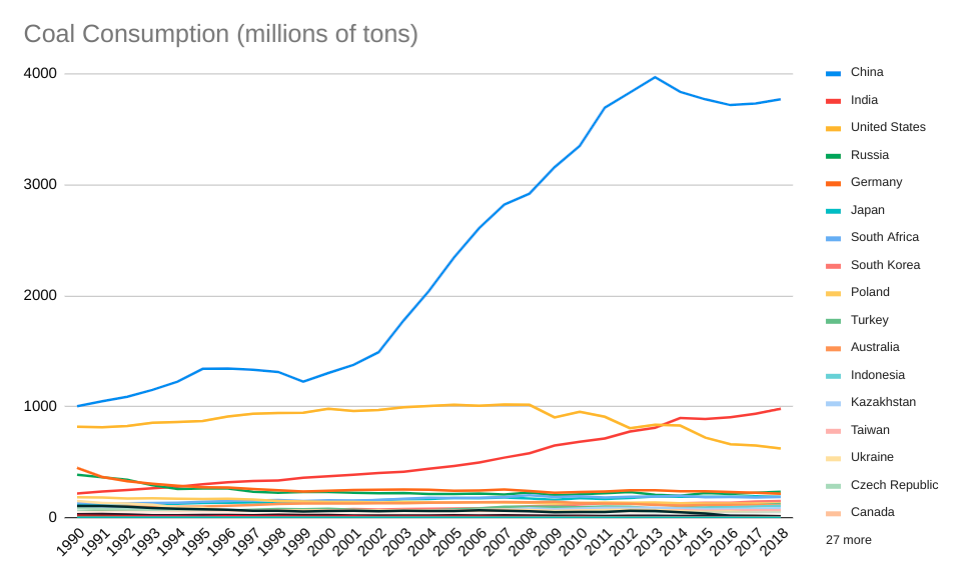 Coal Consumption (millions of tons)
4000
3000
2000
1000
0
1990
1991
1992
1993
1994
1995
1996
1997
1998
1999
2000
2001
2002
2003
2004
2005
2006
2007
2008
2009
2010
2011
2012
2013
2014
2015
2016
2017
2018
China
India
United States
Russia
Germany
Japan
South Africa
South Korea
Poland
Turkey
Australia
Indonesia
Kazakhstan
Taiwan
Ukraine
Czech Republic
Canada
27 more